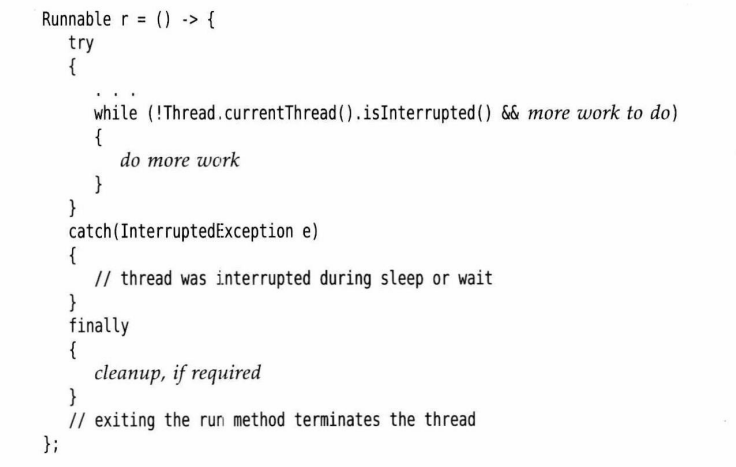 Runnable r = () -> {
try
{
. . .
while (!Thread.currentThread().isInterrupted() && more work to do)
{
do more work
}
}
catch(InterruptedException e)
{
// thread was interrupted during sleep or wait
}
finally
{
cleanup, if required
}
// exiting the run method terminates the thread
};